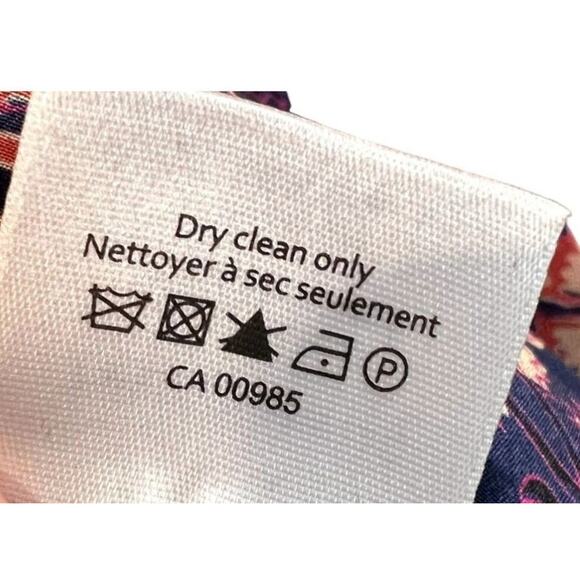 Dry clean only
Nettoyer à sec seulement
P
CA 00985